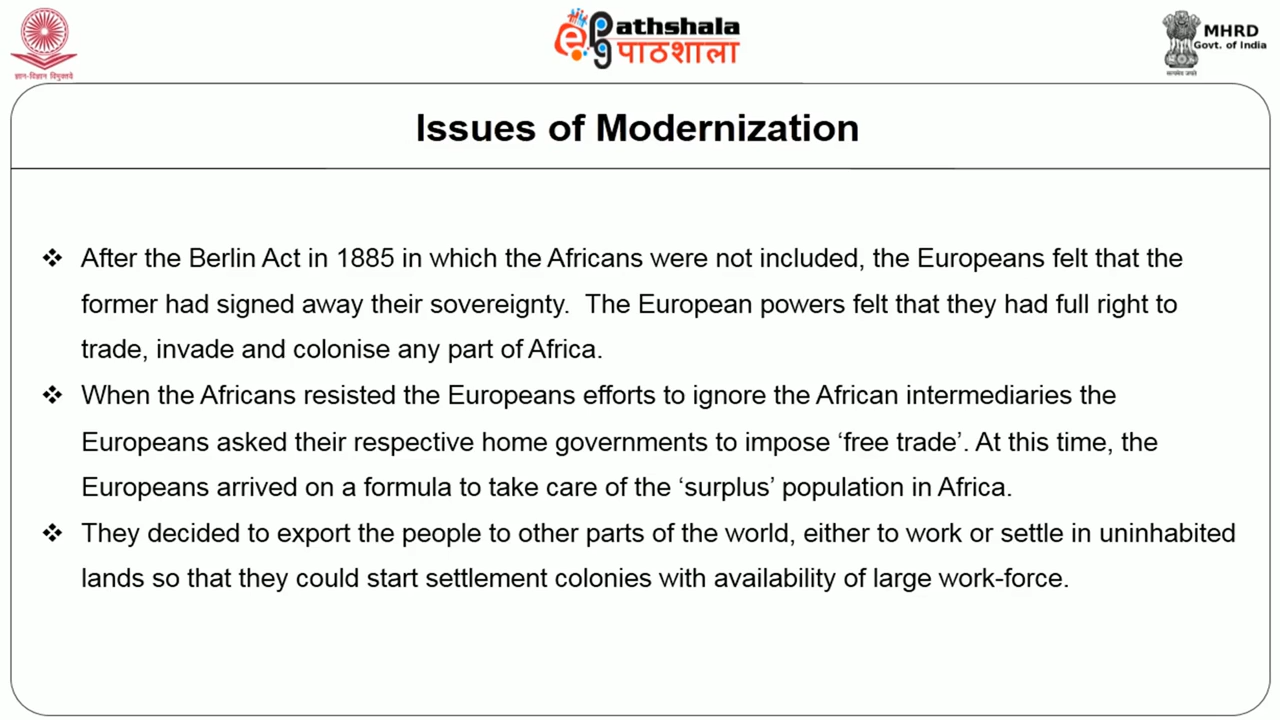 ज्ञान-विज्ञान विमुक्तये
ePathshala
पाठशाला
MHRD
Govt. of India
सत्यमेव जयते
Issues of Modernization
❖ After the Berlin Act in 1885 in which the Africans were not included, the Europeans felt that the
former had signed away their sovereignty.  The European powers felt that they had full right to
trade, invade and colonise any part of Africa.
❖ When the Africans resisted the Europeans efforts to ignore the African intermediaries the
Europeans asked their respective home governments to impose ‘free trade’. At this time, the
Europeans arrived on a formula to take care of the ‘surplus’ population in Africa.
❖ They decided to export the people to other parts of the world, either to work or settle in uninhabited
lands so that they could start settlement colonies with availability of large work-force.